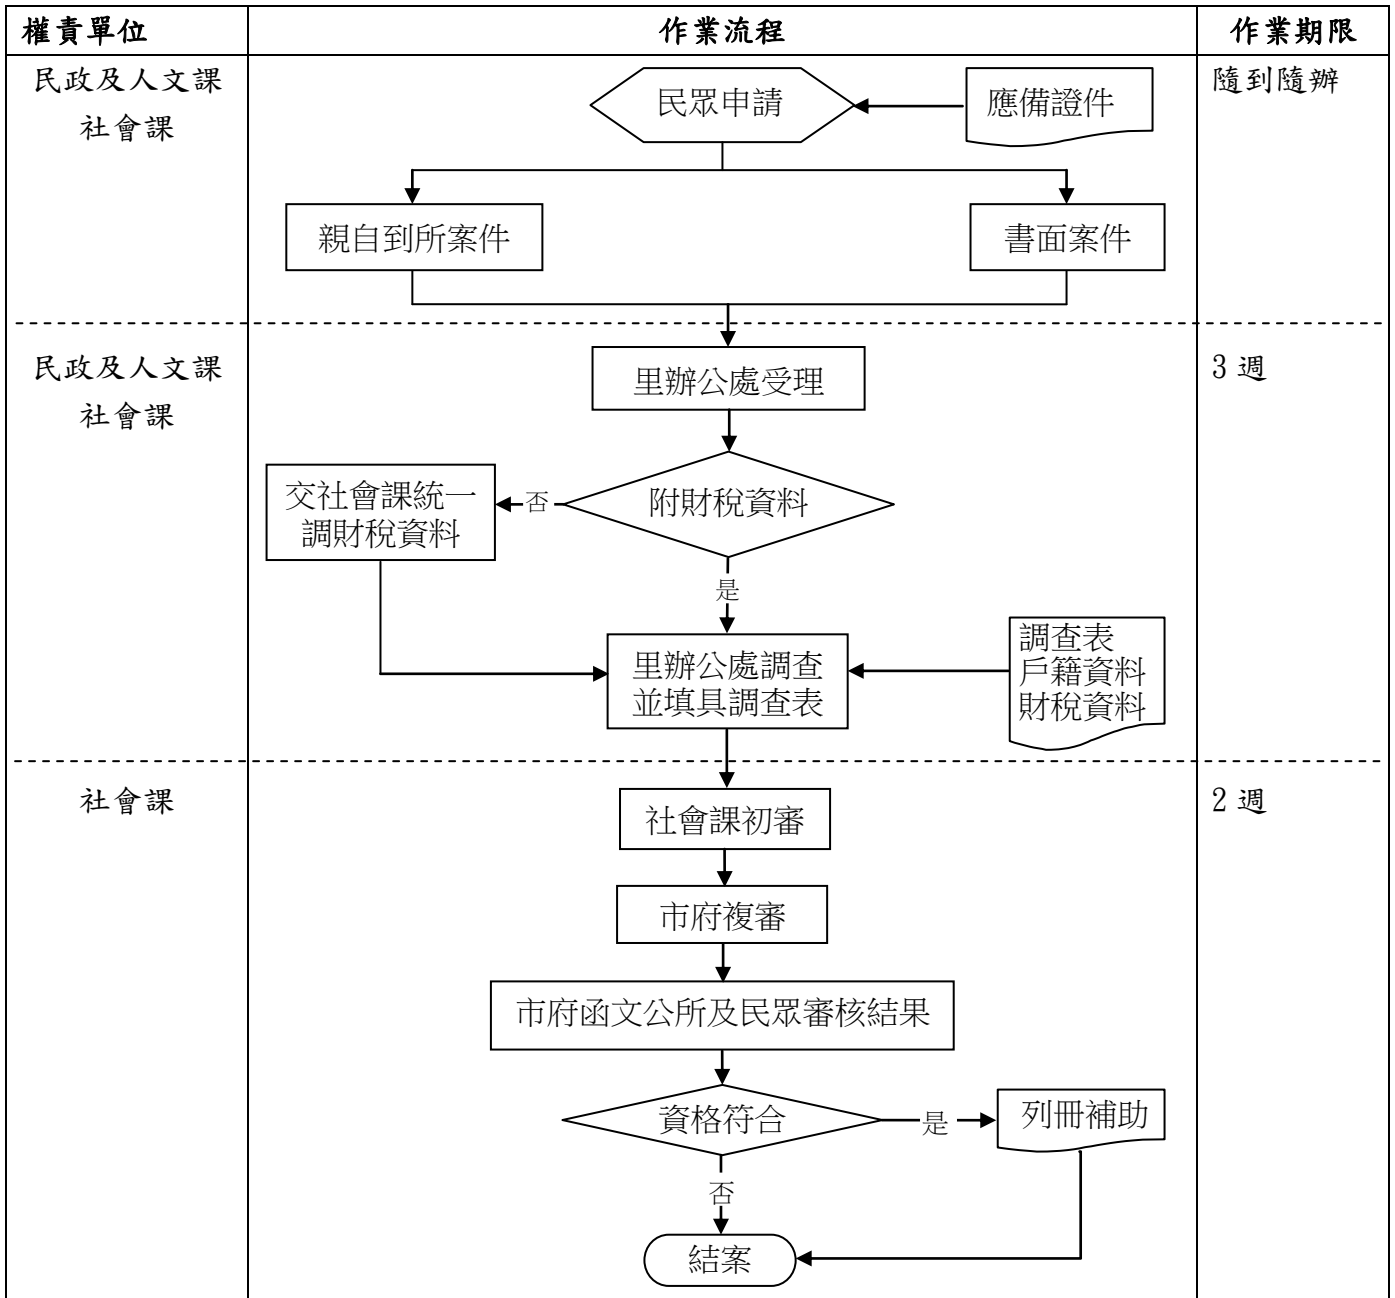 權責單位
作業流程
作業期限
民政及人文課
社會課
隨到隨辦
民眾申請
應備證件
親自到所案件
書面案件
民政及人文課
社會課
3 週
里辦公處受理
附財稅資料
否
交社會課統一
調財稅資料
是
里辦公處調查
並填具調查表
調查表
戶籍資料
財稅資料
社會課
2 週
社會課初審
市府複審
市府函文公所及民眾審核結果
資格符合
是
列冊補助
否
結案